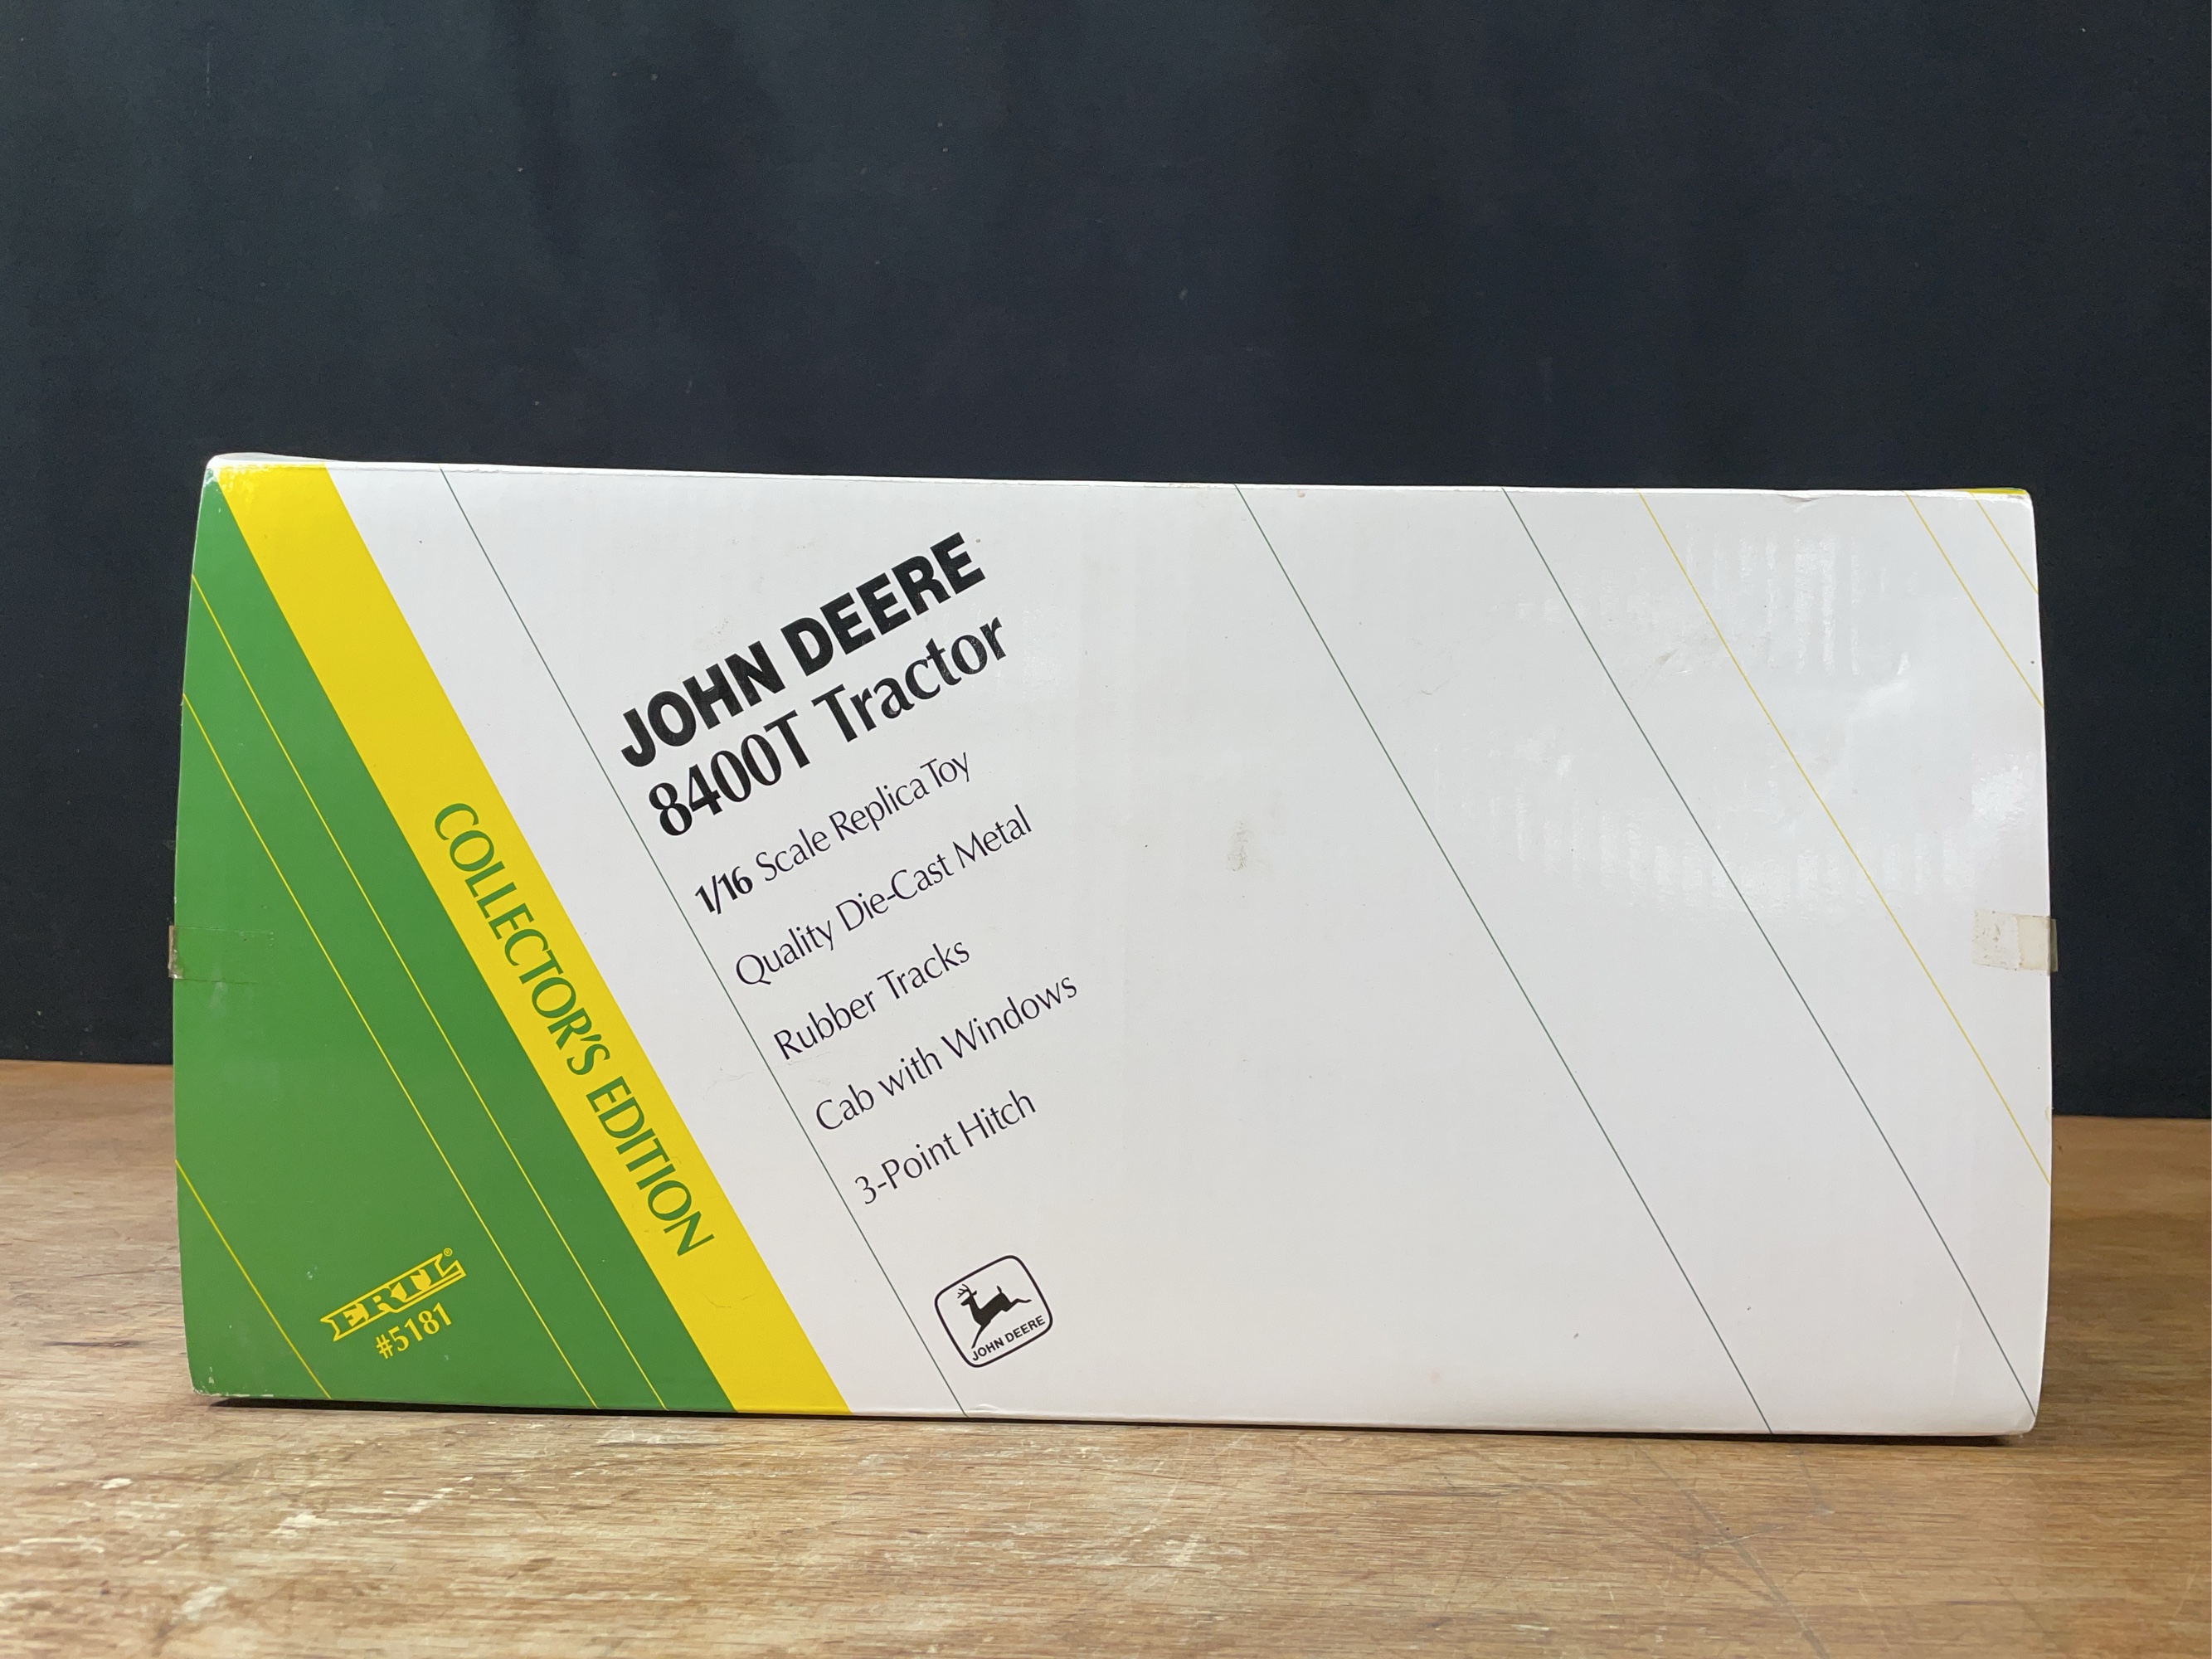 JOHN DEERE
8400T Tractor
1/16 Scale Replica Toy
Quality Die-Cast Metal
Rubber Tracks
Cab with Windows
3-Point Hitch
COLLECTOR'S EDITION
ERTL®
#5181
JOHN DEERE